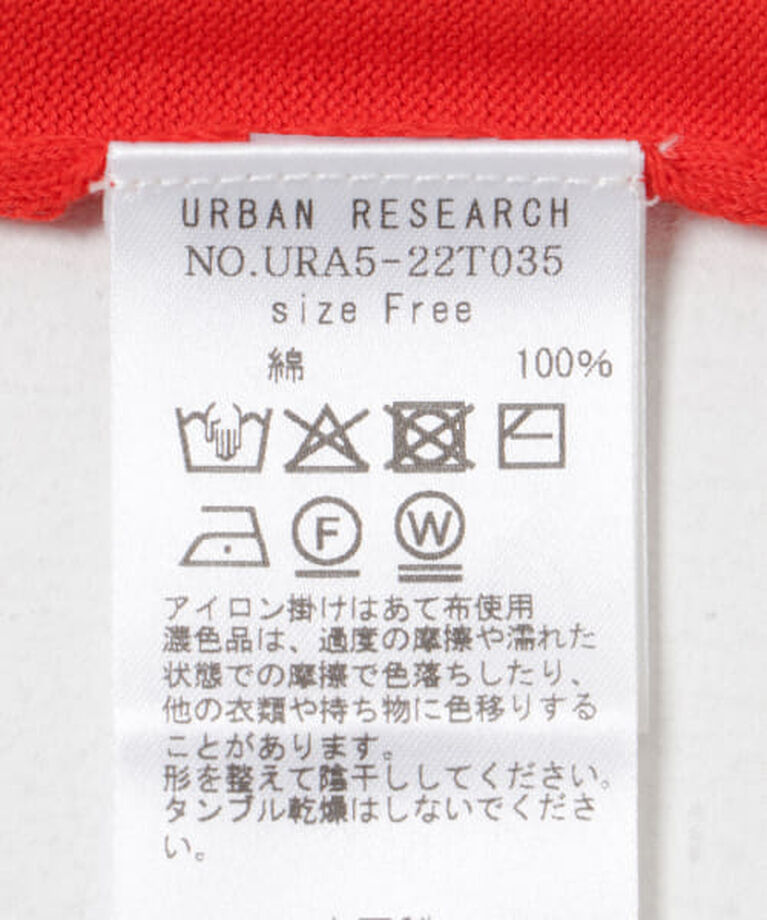 URBAN RESEARCH
NO.URA5-22T035
size Free
綿 100%
F W
アイロン掛けはあて布使用
濃色品は、過度の摩擦や濡れた
状態での摩擦で色落ちしたり、
他の衣類や持ち物に色移りする
ことがあります。
形を整えて陰干ししてください。
タンブル乾燥はしないでくださ
い。